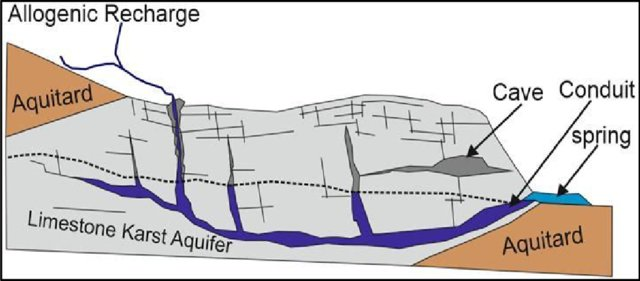 Allogenic Recharge
Aquitard
Cave
Conduit
spring
Limestone Karst Aquifer
Aquitard